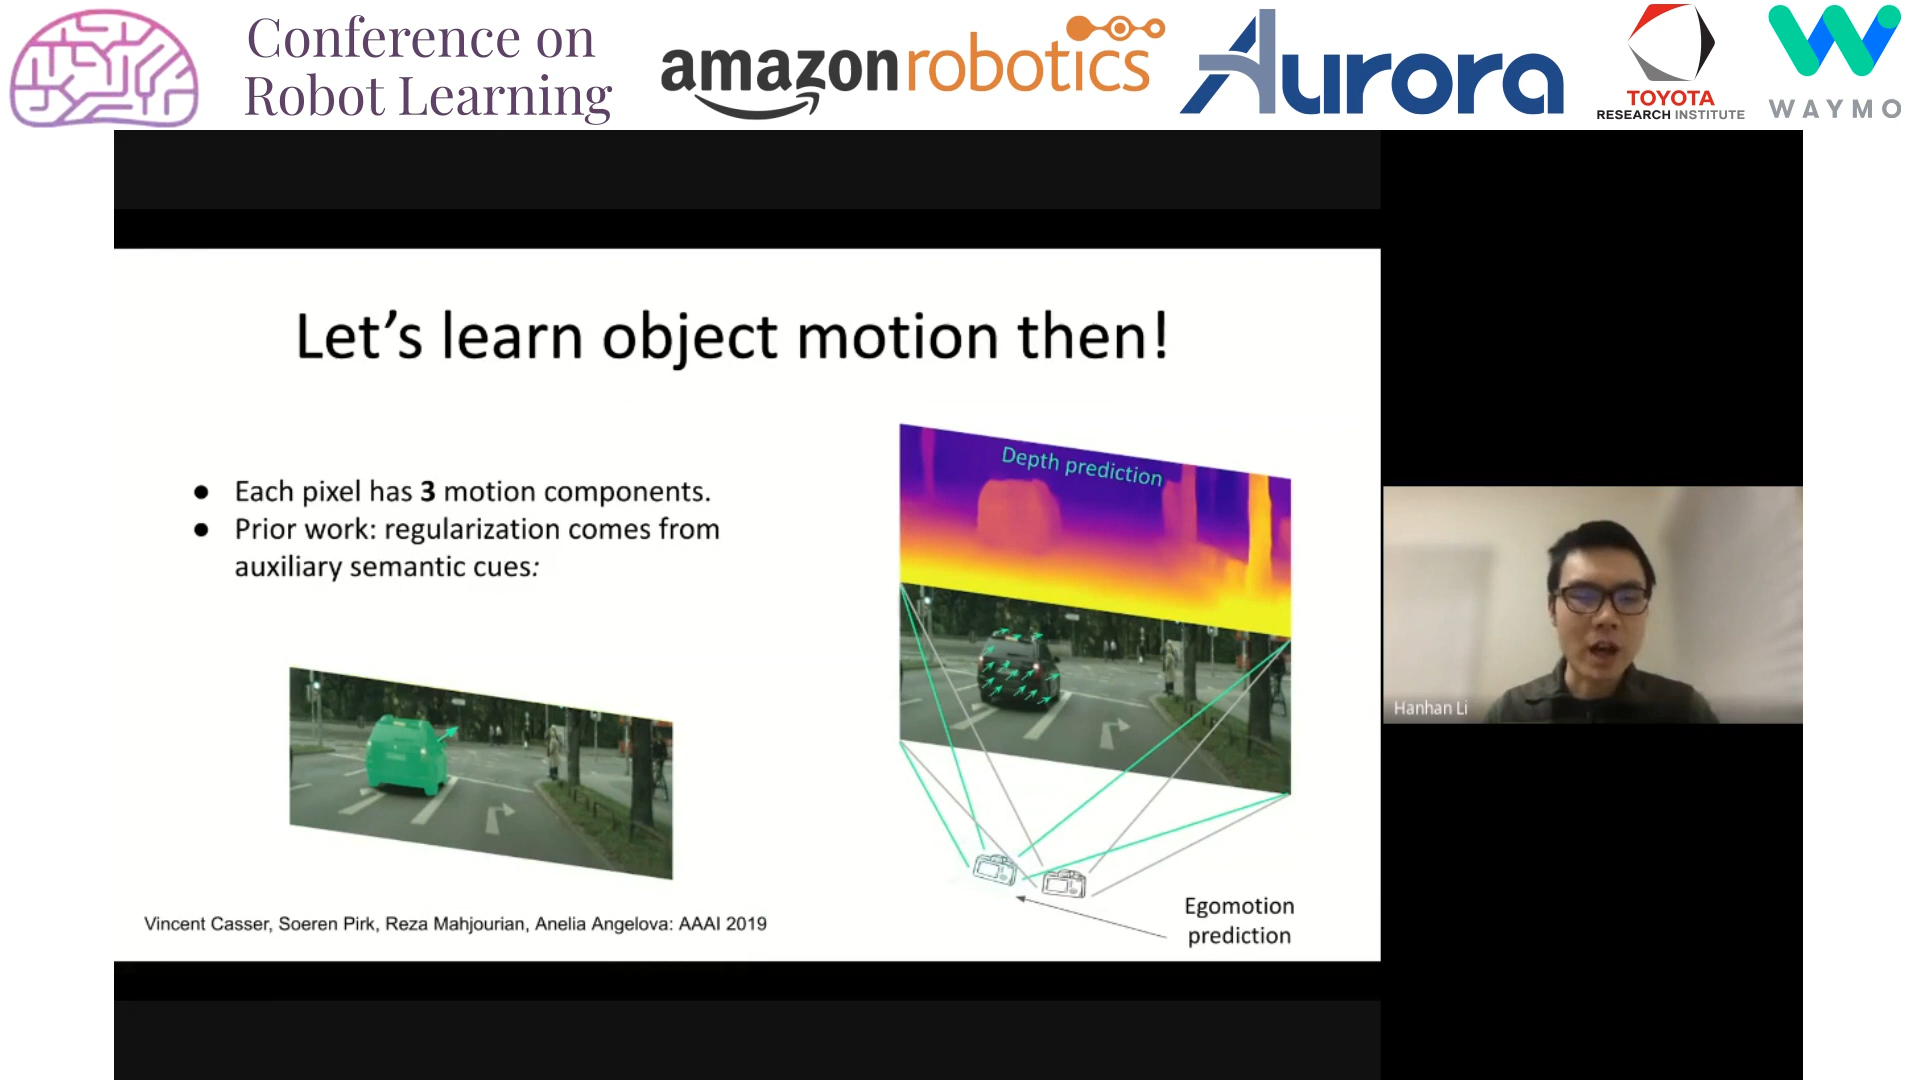 Conference on
Robot Learning
amazon robotics
Aurora
TOYOTA
RESEARCH INSTITUTE
WAYMO
Let's learn object motion then!
● Each pixel has 3 motion components.
● Prior work: regularization comes from
auxiliary semantic cues:
Depth prediction
Egomotion
prediction
Vincent Casser, Soeren Pirk, Reza Mahjourian, Anelia Angelova: AAAI 2019
Hanhan Li